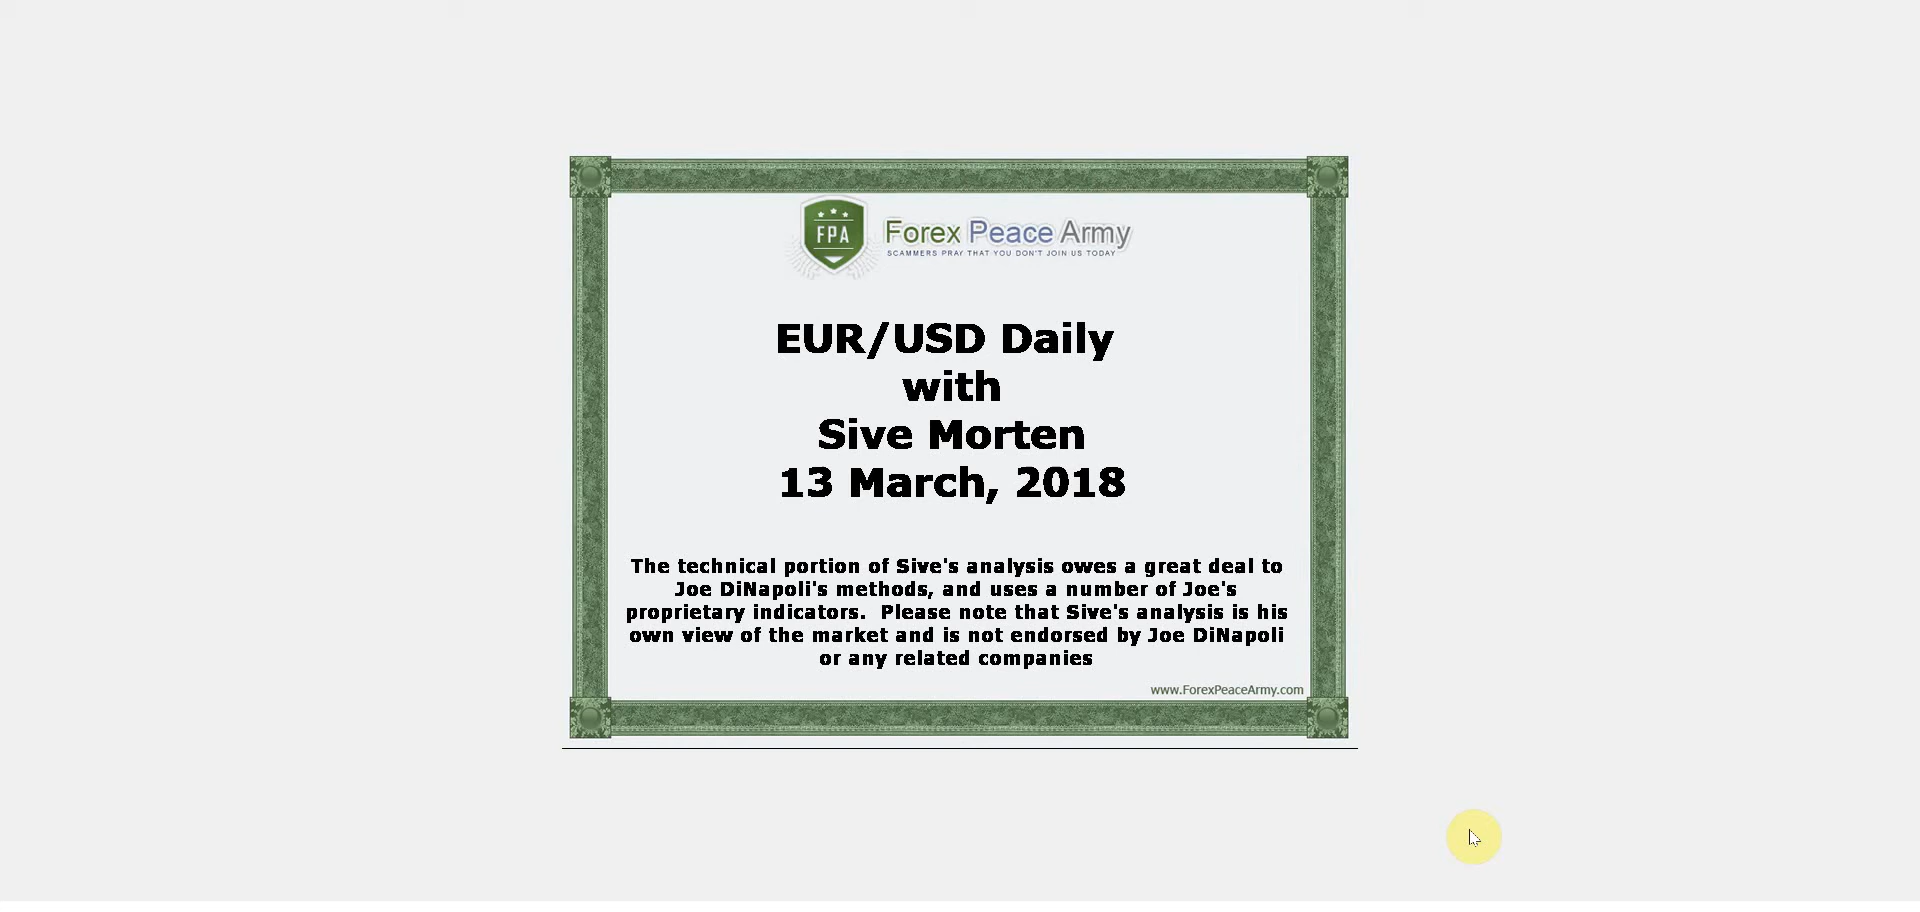 FPA
Forex Peace Army
SCAMMERS PRAY THAT YOU DON'T JOIN US TODAY
EUR/USD Daily
with
Sive Morten
13 March, 2018
The technical portion of Sive's analysis owes a great deal to
Joe DiNapoli's methods, and uses a number of Joe's
proprietary indicators.  Please note that Sive's analysis is his
own view of the market and is not endorsed by Joe DiNapoli
or any related companies
www.ForexPeaceArmy.com